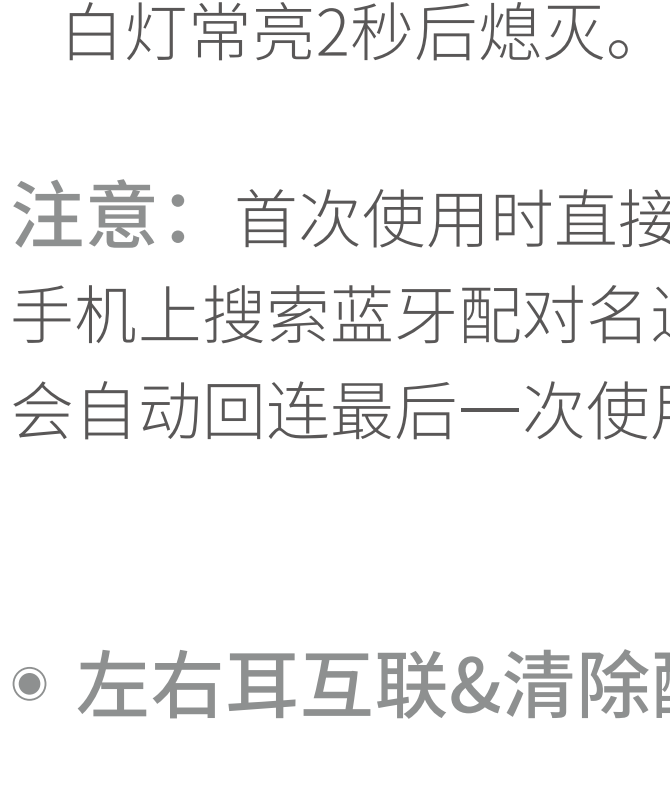 白灯常亮2秒后熄灭。
注意：首次使用时直接
手机上搜索蓝牙配对名
会自动回连最后一次使用
◉ 左右耳互联&清除